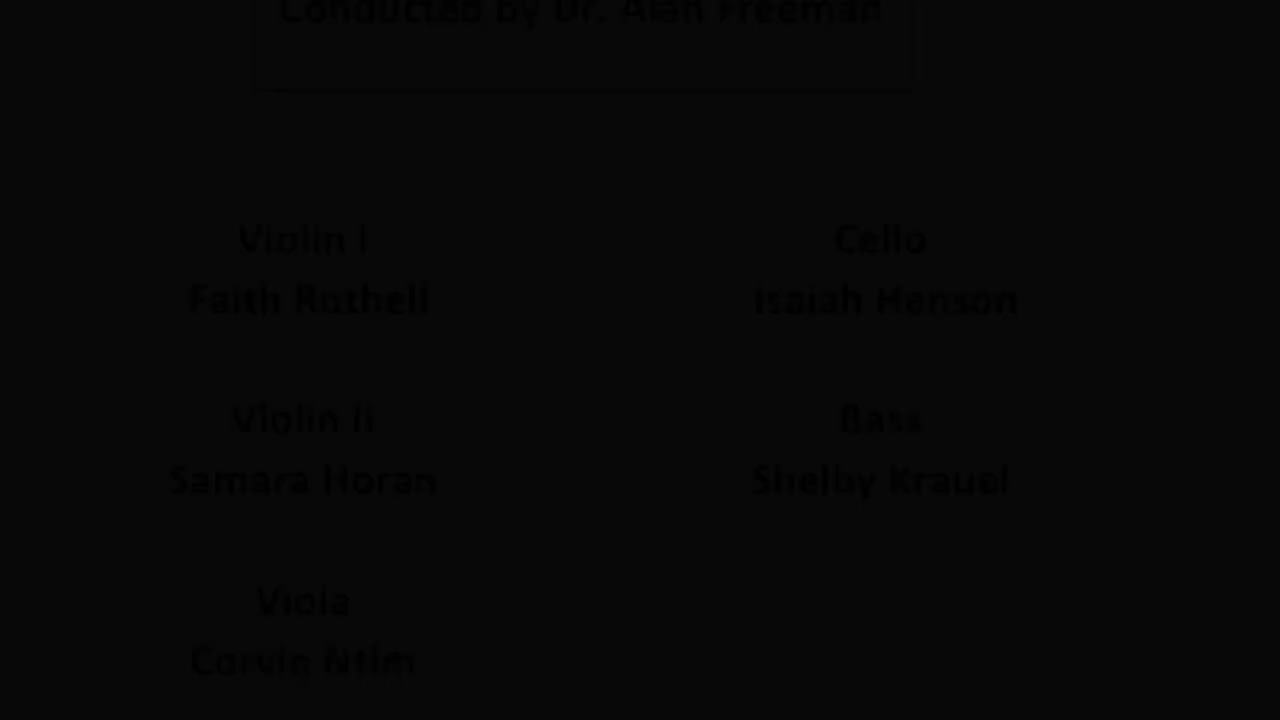 Conducted by Dr. Alan Freeman
Violin I
Cello
Faith Rothell
Isaiah Henson
Violin II
Bass
Samara Horan
Shelby Krauel
Viola
Corvin